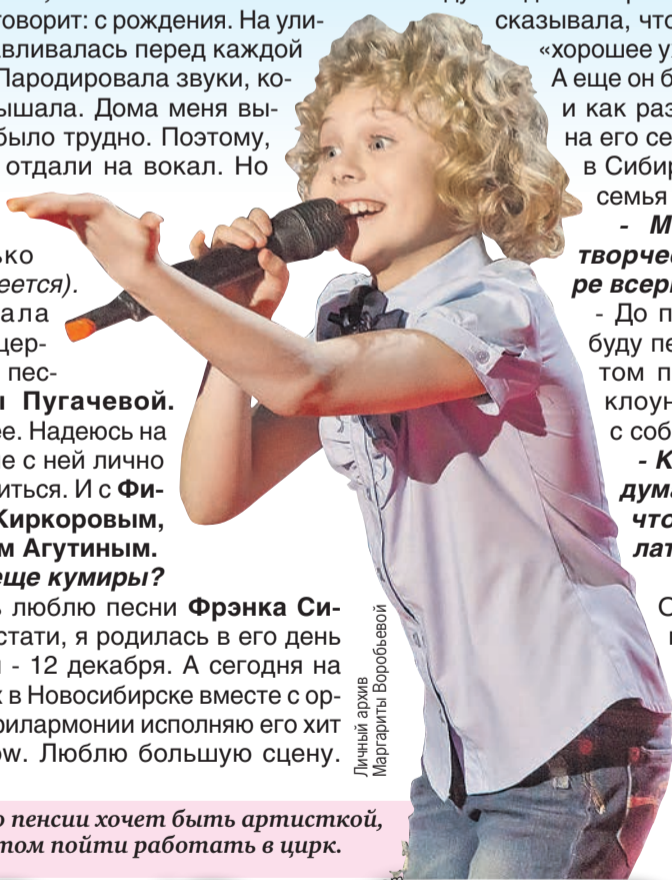 говорит: с рождения. На ули-
авливалась перед каждой
Пародировала звуки, ко-
ышала. Дома меня вы-
было трудно. Поэтому,
отдали на вокал. Но
ько
еется).
ала
цер-
пес-
Пугачевой.
ее. Надеюсь на
е с ней лично
иться. И с Фи-
Киркоровым,
м Агутиным.
еще кумиры?
люблю песни Фрэнка Си-
стати, я родилась в его день
- 12 декабря. А сегодня на
х в Новосибирске вместе с ор-
филармонии исполняю его хит
ow. Люблю большую сцену.
Личный архив
Маргариты Воробьевой
о пенсии хочет быть артисткой,
том пойти работать в цирк.
сказывала, что
«хорошее у
А еще он б
и как раз
на его се
в Сибир
семья
- М
творчес
ре всер
- До п
буду пе
том п
клоун
с соб
- К
дума
что
лат
С